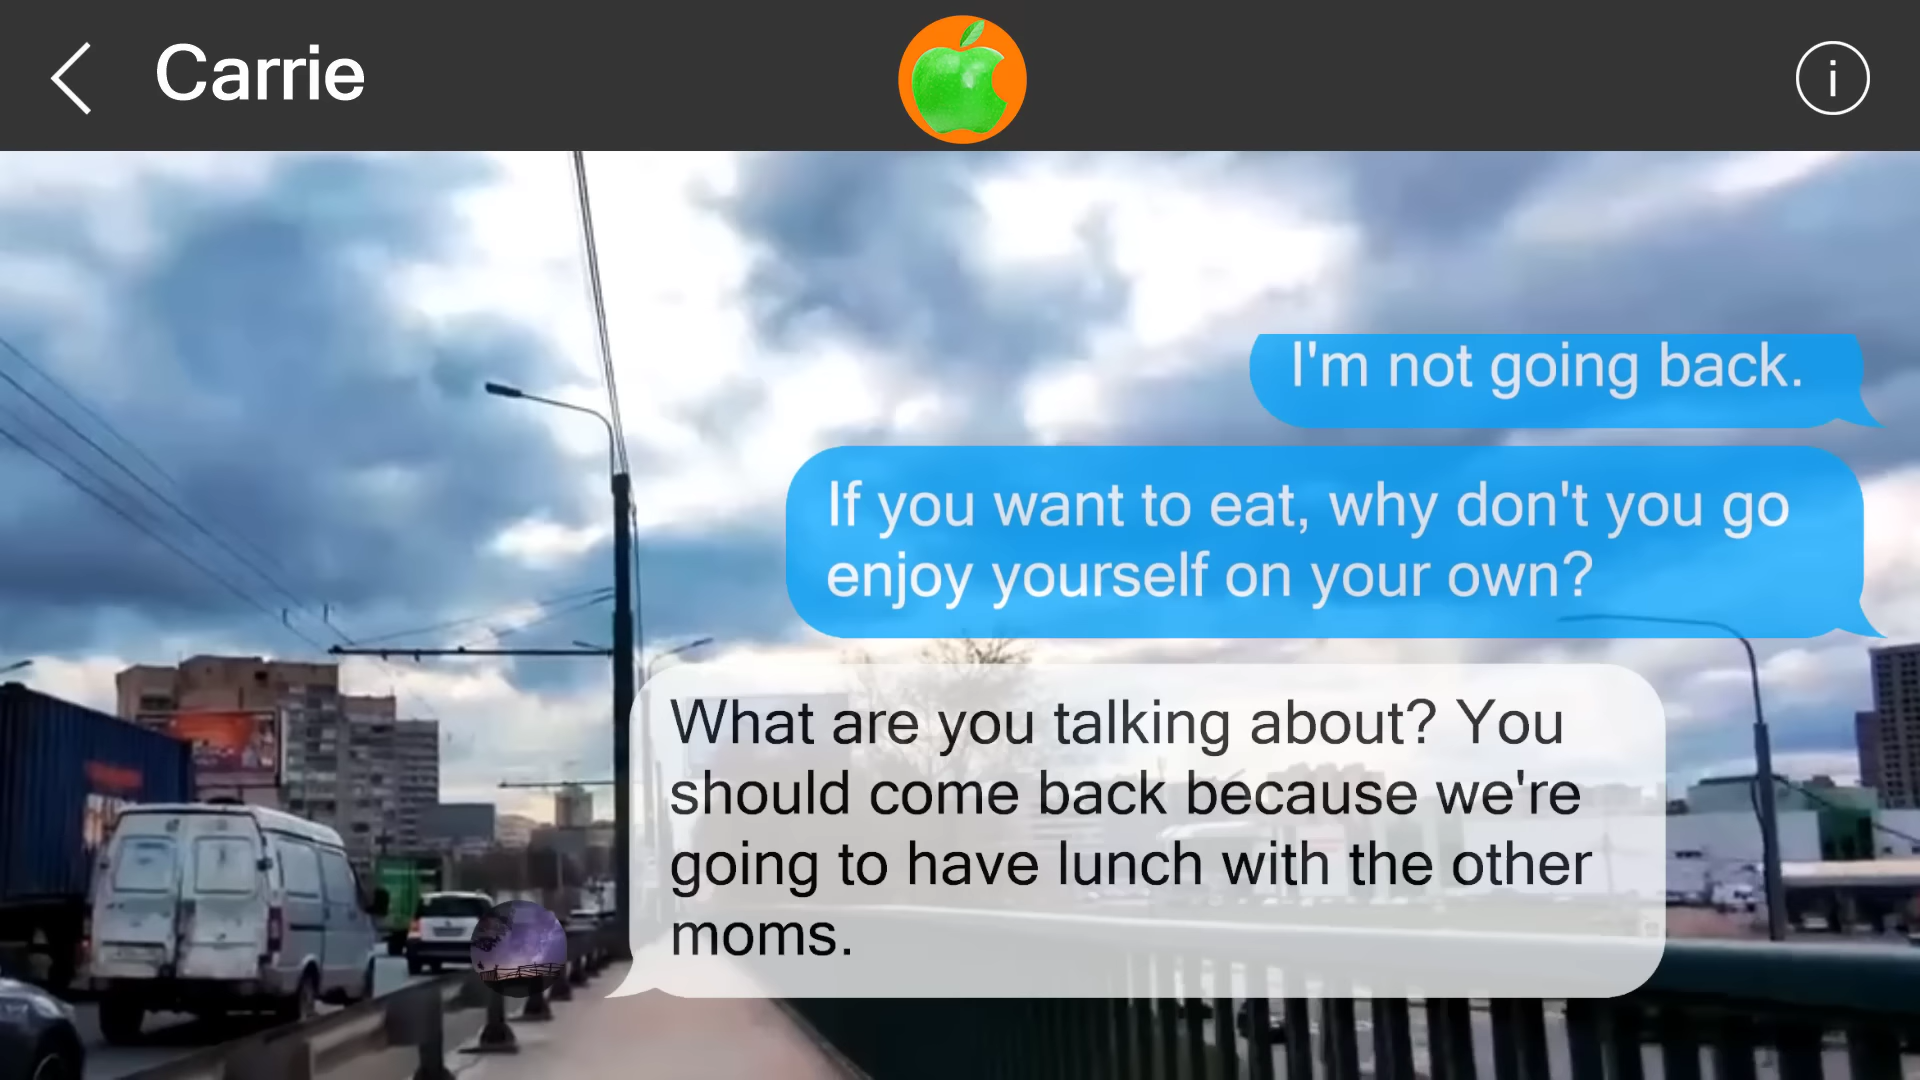 Carrie
I'm not going back.
If you want to eat, why don't you go
enjoy yourself on your own?
What are you talking about? You
should come back because we're
going to have lunch with the other
moms.